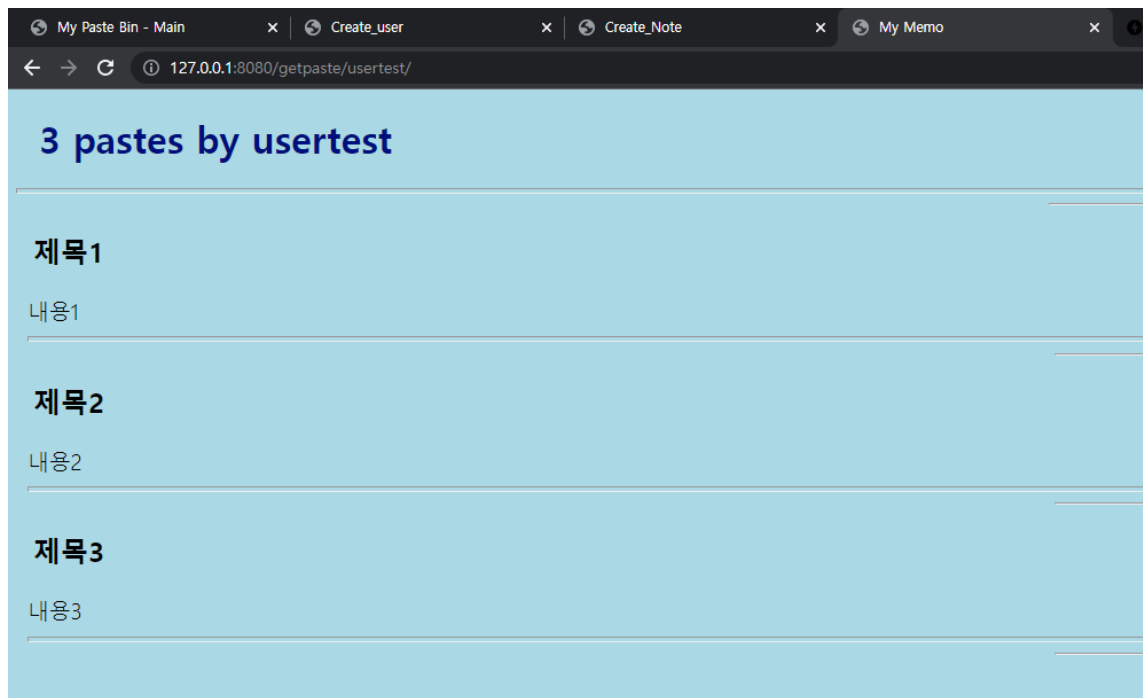 My Paste Bin - Main
Create_user
Create_Note
My Memo
127.0.0.1:8080/getpaste/usertest/
3 pastes by usertest
제목1
내용1
제목2
내용2
제목3
내용3